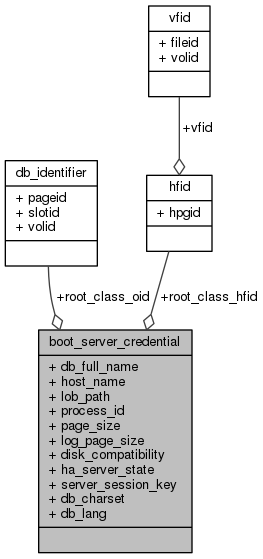 vfid
+ fileid
+ volid
+vfid
db_identifier
+ pageid
+ slotid
+ volid
hfid
+ hpgid
+root_class_oid
+root_class_hfid
boot_server_credential
+ db_full_name
+ host_name
+ lob_path
+ process_id
+ page_size
+ log_page_size
+ disk_compatibility
+ ha_server_state
+ server_session_key
+ db_charset
+ db_lang